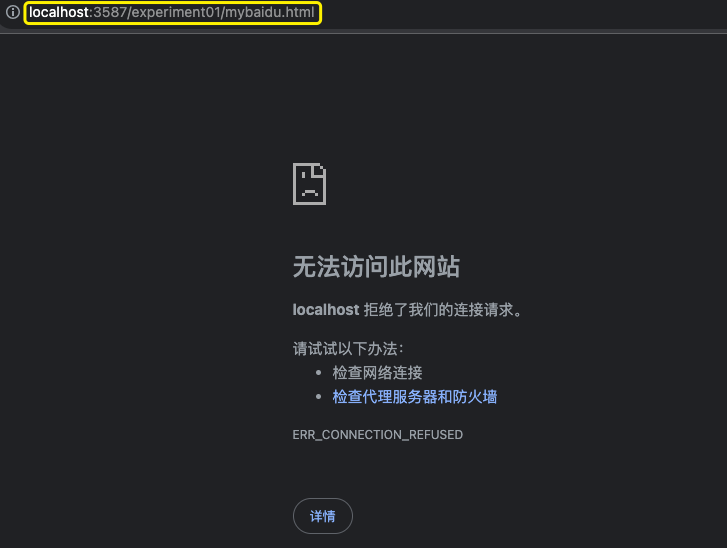 localhost:3587/experiment01/mybaidu.html
无法访问此网站
localhost 拒绝了我们的连接请求。
请试试以下办法：
检查网络连接
检查代理服务器和防火墙
ERR_CONNECTION_REFUSED
详情